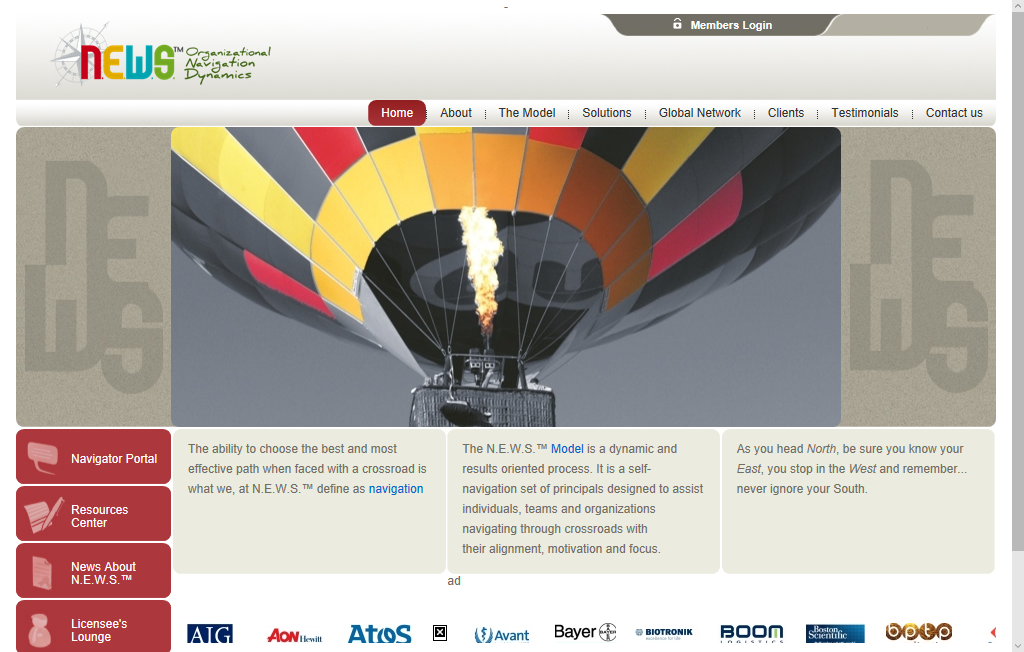 Members Login
N.E.W.S.™ Organizational
Navigation
Dynamics
Home About The Model Solutions Global Network Clients Testimonials Contact us
NEWS
NEWS
Navigator Portal
Resources
Center
News About
N.E.W.S.™
Licensee's
Lounge
The ability to choose the best and most
effective path when faced with a crossroad is
what we, at N.E.W.S.™ define as navigation
The N.E.W.S.™ Model is a dynamic and
results oriented process. It is a self-
navigation set of principals designed to assist
individuals, teams and organizations
navigating through crossroads with
their alignment, motivation and focus.
As you head North, be sure you know your
East, you stop in the West and remember...
never ignore your South.
ad
AIG AON Hewitt Atos Avant Bayer BAYER BIOTRONIK BOOM LOGISTICS Boston Scientific bptp